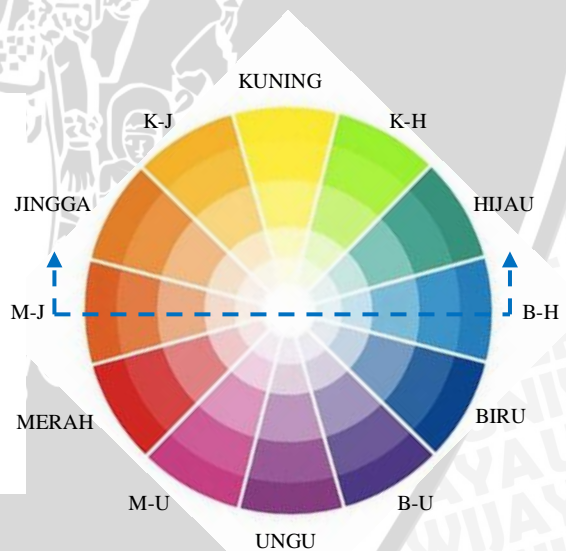 KUNING
K-J
K-H
JINGGA
HIJAU
M-J
B-H
MERAH
BIRU
M-U
B-U
UNGU